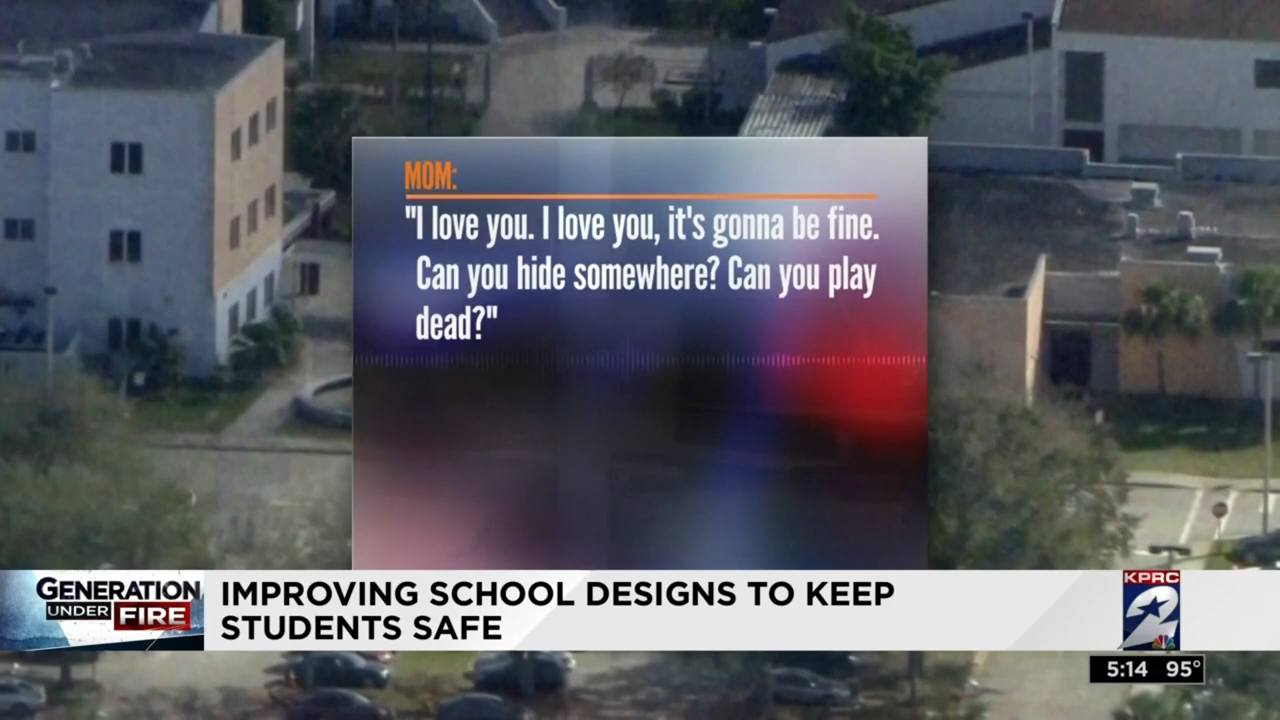 MOM:
"I love you. I love you, it's gonna be fine.
Can you hide somewhere? Can you play
dead?"
GENERATION
UNDER FIRE
IMPROVING SCHOOL DESIGNS TO KEEP
STUDENTS SAFE
KPRC
2
5:14 95°